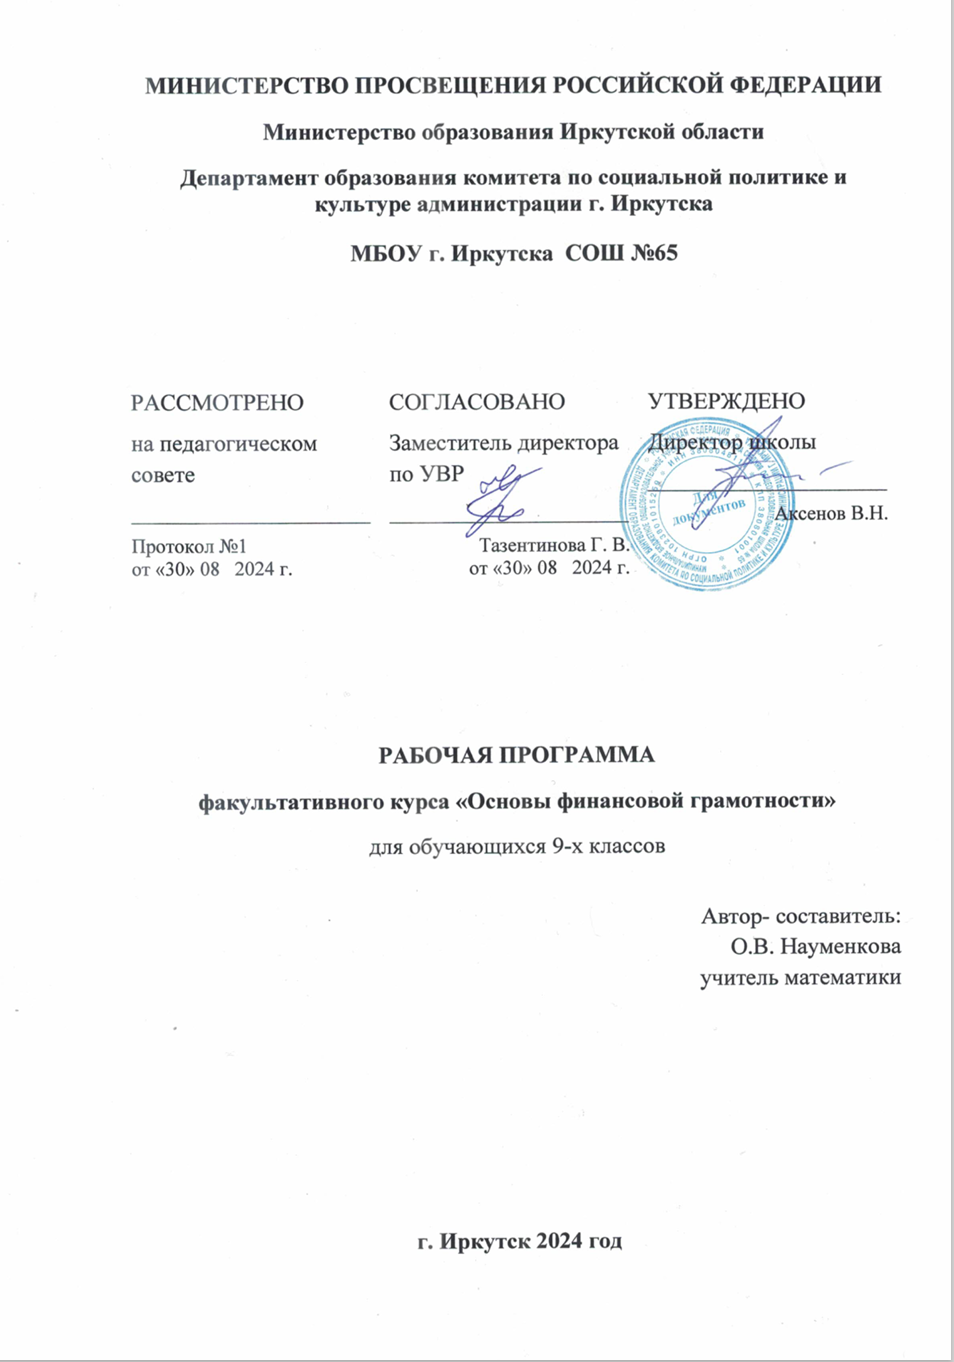 МИНИСТЕРСТВО ПРОСВЕЩЕНИЯ РОССИЙСКОЙ ФЕДЕРАЦИИ
Министерство образования Иркутской области
Департамент образования комитета по социальной политике и
культуре администрации г. Иркутска
МБОУ г. Иркутска СОШ №65
РАССМОТРЕНО
на педагогическом
совете
Протокол №1
от «30» 08 2024 г.
СОГЛАСОВАНО
Заместитель директора
по УВР
Тазентинова Г. В.
от «30» 08 2024 г.
УТВЕРЖДЕНО
Директор школы
Аксенов В.Н.
Для
документов
РАБОЧАЯ ПРОГРАММА
факультативного курса «Основы финансовой грамотности»
для обучающихся 9-х классов
Автор- составитель:
О.В. Науменкова
учитель математики
г. Иркутск 2024 год